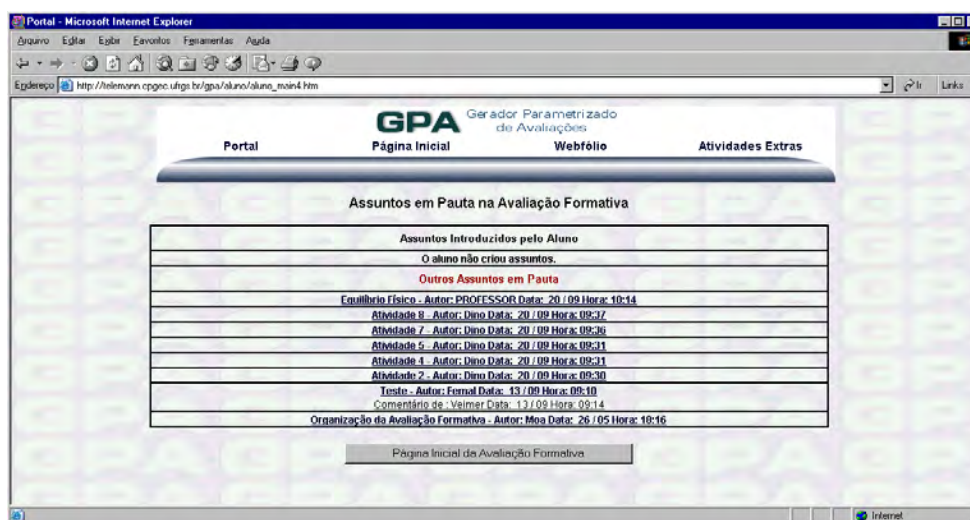 Portal - Microsoft Internet Explorer
Arquivo Editar Exibir Favoritos Ferramentas Ajuda
Endereço http://telemann.cpgec.ufrgs.br/gpa/aluno/aluno_main4.htm Ir Links
GPA Gerador Parametrizado
de Avaliações
Portal Página Inicial Webfólio Atividades Extras
Assuntos em Pauta na Avaliação Formativa
Assuntos Introduzidos pelo Aluno
O aluno não criou assuntos.
Outros Assuntos em Pauta
Equilíbrio Físico - Autor: PROFESSOR Data: 20 / 09 Hora: 10:14
Atividade 8 - Autor: Dino Data: 20 / 09 Hora: 09:37
Atividade 7 - Autor: Dino Data: 20 / 09 Hora: 09:36
Atividade 5 - Autor: Dino Data: 20 / 09 Hora: 09:31
Atividade 4 - Autor: Dino Data: 20 / 09 Hora: 09:31
Atividade 2 - Autor: Dino Data: 20 / 09 Hora: 09:30
Teste - Autor: Fernal Data: 13 / 09 Hora: 09:10
Comentário de : Velmer Data: 13 / 09 Hora: 09:14
Organização da Avaliação Formativa - Autor: Moa Data: 26 / 05 Hora: 10:16
Página Inicial da Avaliação Formativa
Internet